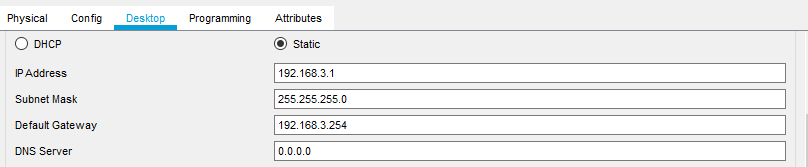 Physical Config Desktop Programming Attributes
DHCP Static
IP Address 192.168.3.1
Subnet Mask 255.255.255.0
Default Gateway 192.168.3.254
DNS Server 0.0.0.0